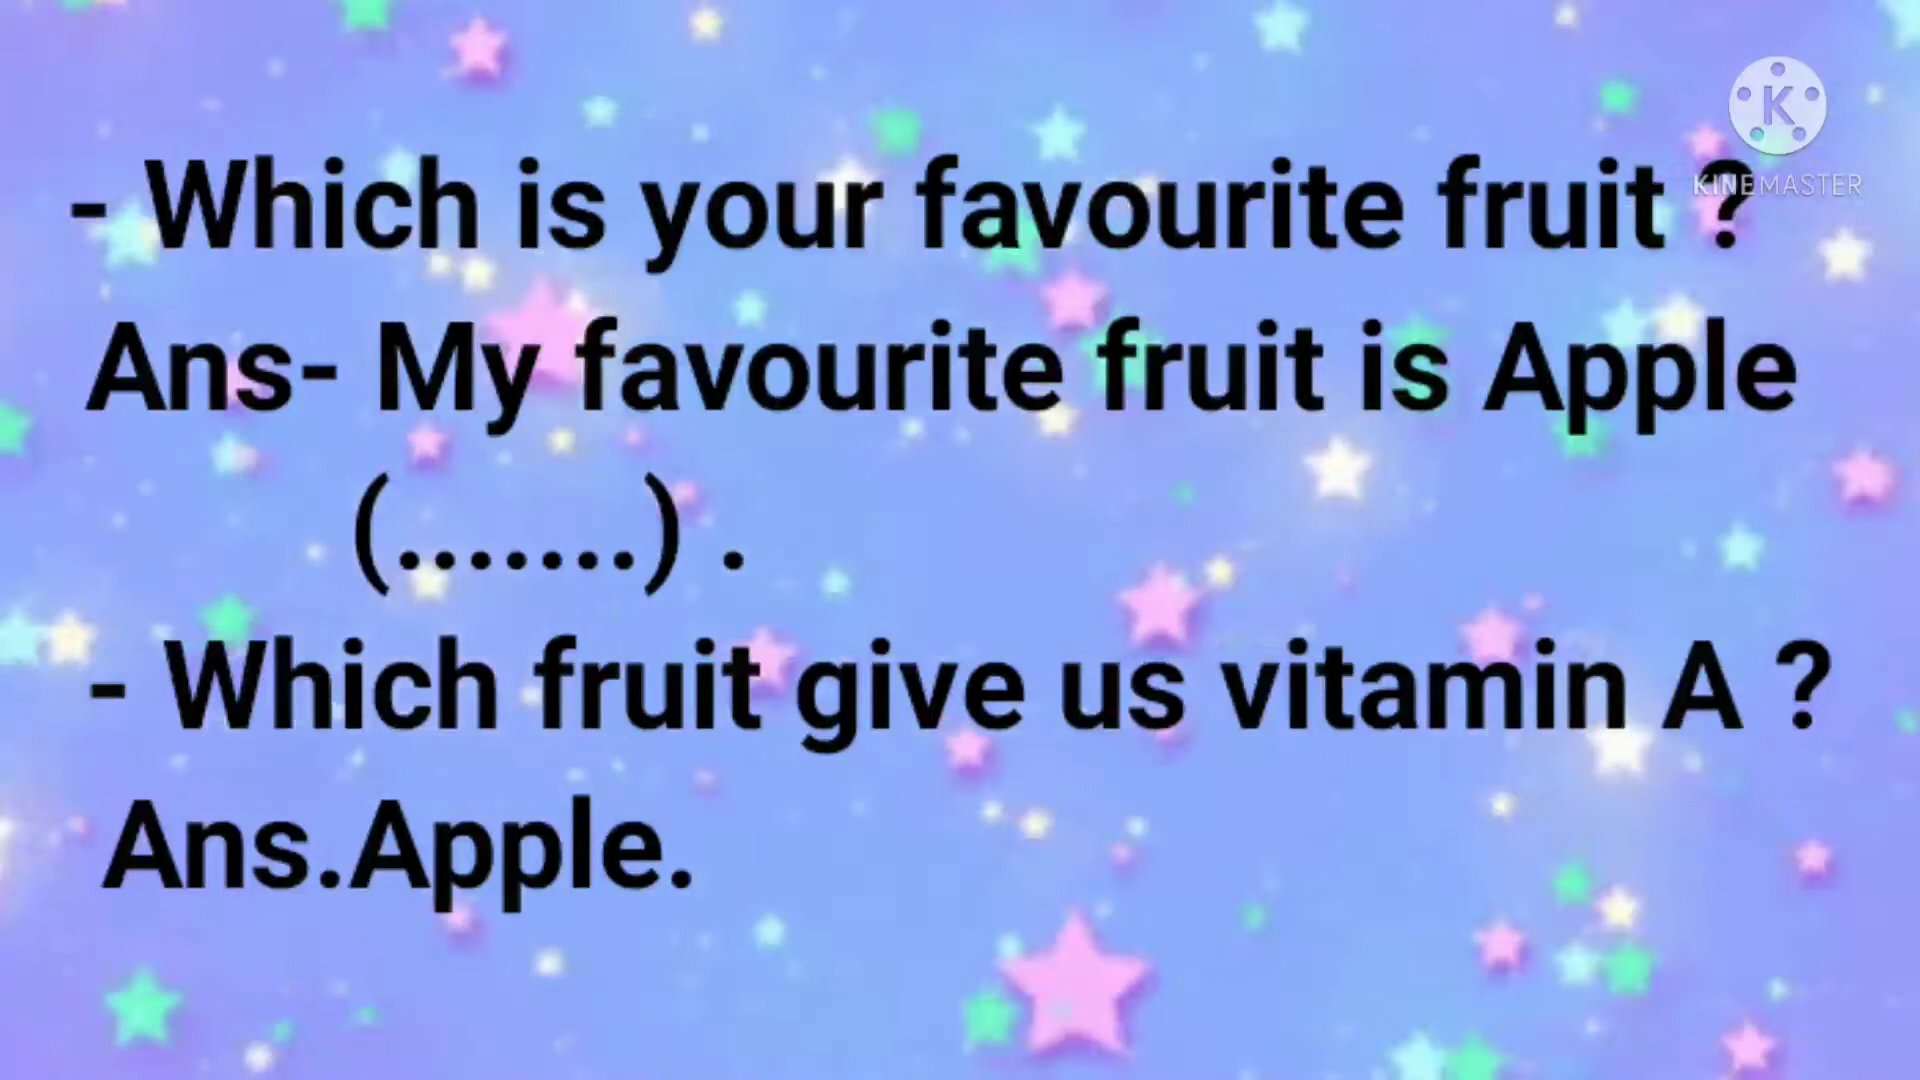 - Which is your favourite fruit ?
KINEMASTER
Ans- My favourite fruit is Apple
(.......) .
- Which fruit give us vitamin A ?
Ans.Apple.